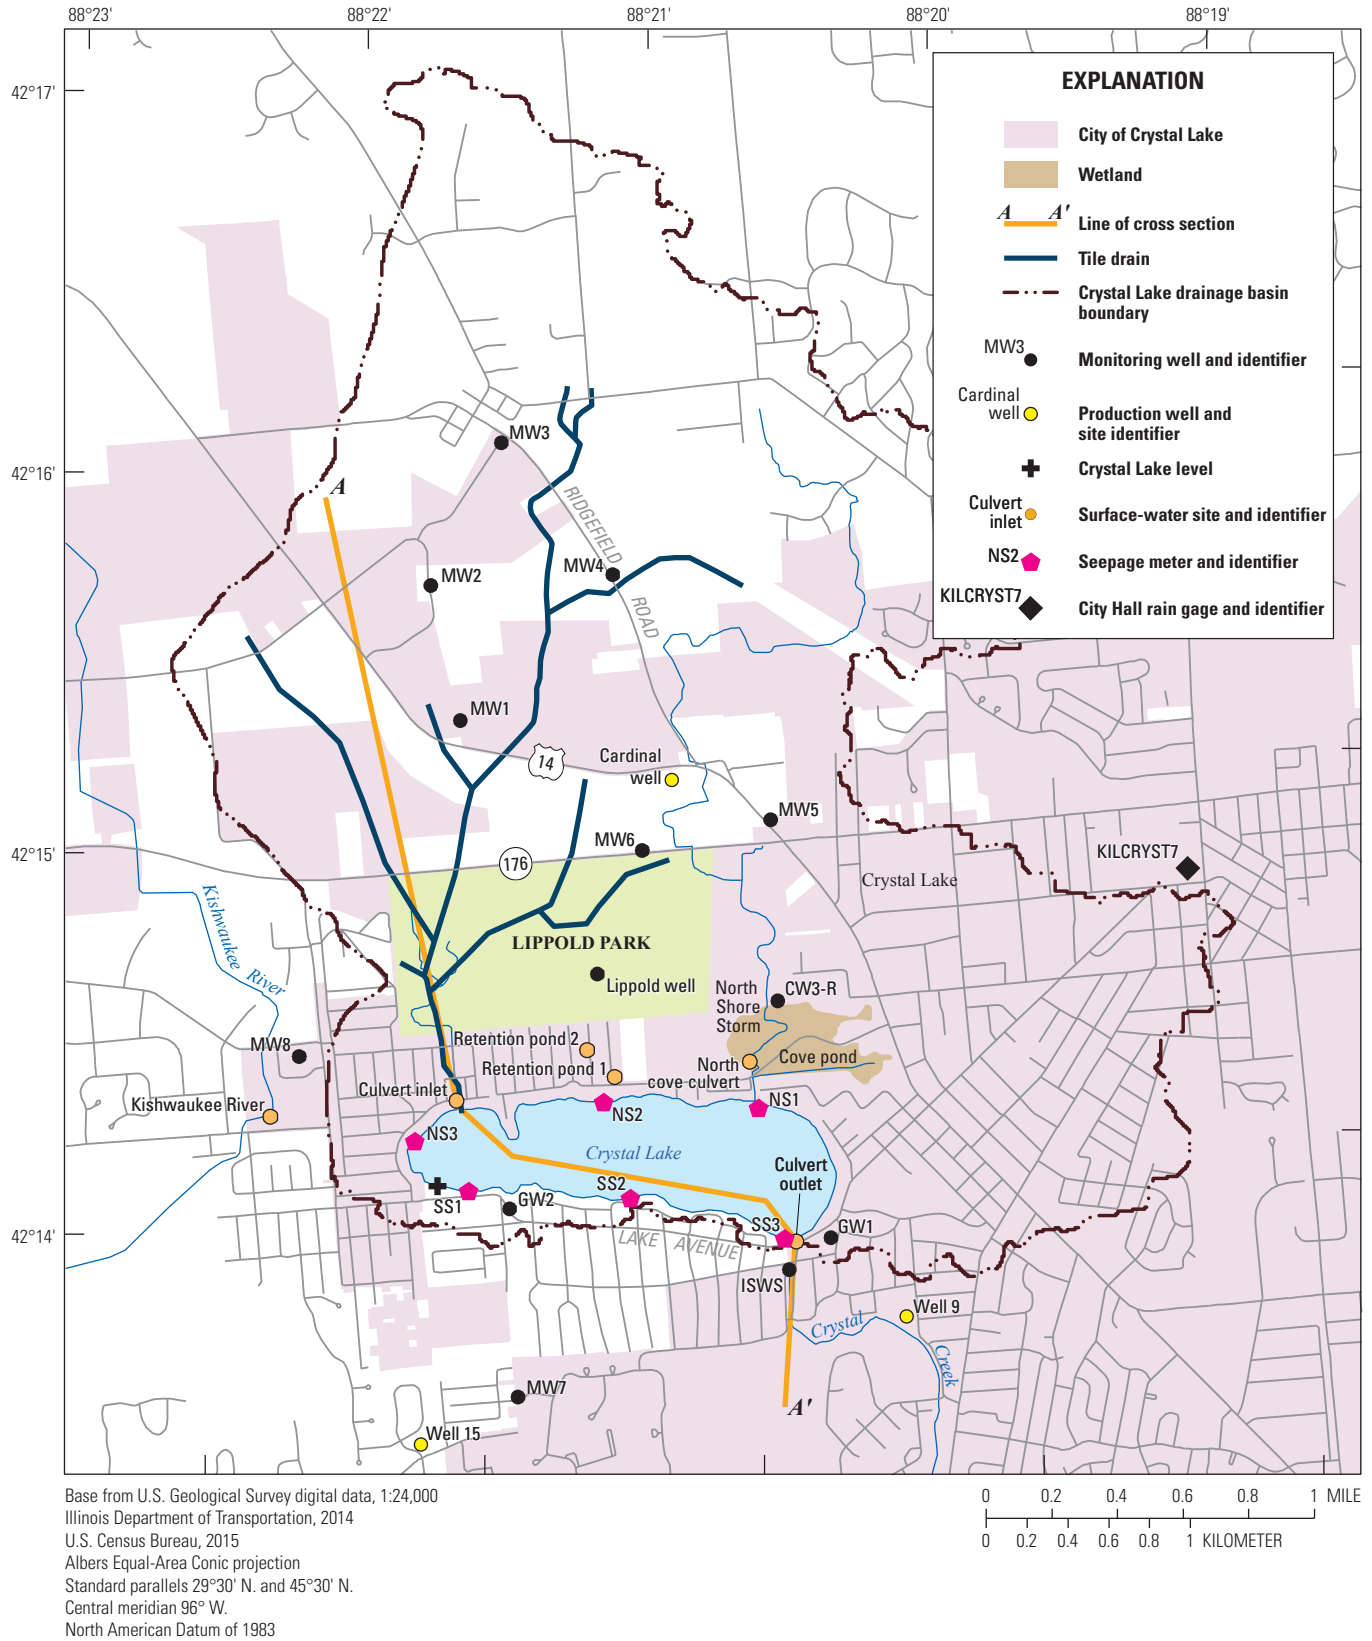 88°23'
88°22'
88°21'
88°20'
88°19'
42°17'
42°16'
42°15'
42°14'
EXPLANATION
City of Crystal Lake
Wetland
A A' Line of cross section
Tile drain
Crystal Lake drainage basin
boundary
MW3 Monitoring well and identifier
Cardinal
well
Production well and
site identifier
Crystal Lake level
Culvert
inlet
Surface-water site and identifier
NS2 Seepage meter and identifier
KILCRYST7 City Hall rain gage and identifier
MW3
A
RIDGEFIELD
ROAD
MW4
MW2
MW1
14
Cardinal
well
MW5
MW6
176
KILCRYST7
Crystal Lake
Kishwaukee
River
LIPPOLD PARK
Lippold well
North
Shore
Storm
CW3-R
Retention pond 2
Retention pond 1
North
cove culvert
Cove pond
MW8
Culvert inlet
Kishwaukee River
NS2
NS1
NS3
Crystal Lake
Culvert
outlet
SS2
SS1
GW2
SS3
GW1
LAKE AVENUE
ISWS
Well 9
Crystal
Creek
MW7
A'
Well 15
Base from U.S. Geological Survey digital data, 1:24,000
Illinois Department of Transportation, 2014
U.S. Census Bureau, 2015
Albers Equal-Area Conic projection
Standard parallels 29°30' N. and 45°30' N.
Central meridian 96° W.
North American Datum of 1983
0 0.2 0.4 0.6 0.8 1 MILE
0 0.2 0.4 0.6 0.8 1 KILOMETER